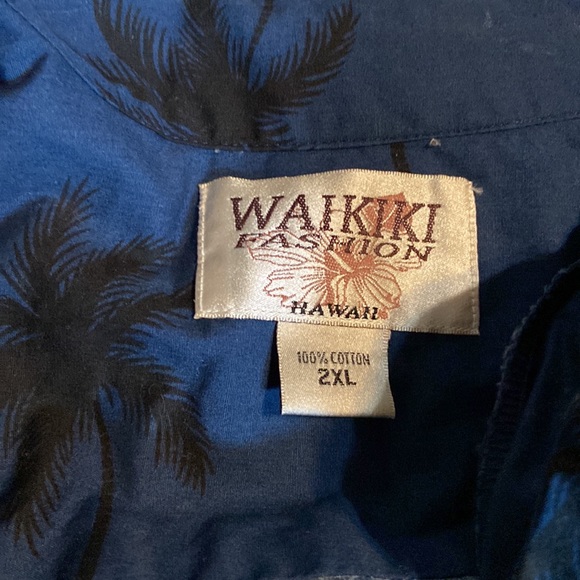 WAIKIKI
FASHION
HAWAII
100% COTTON
2XL